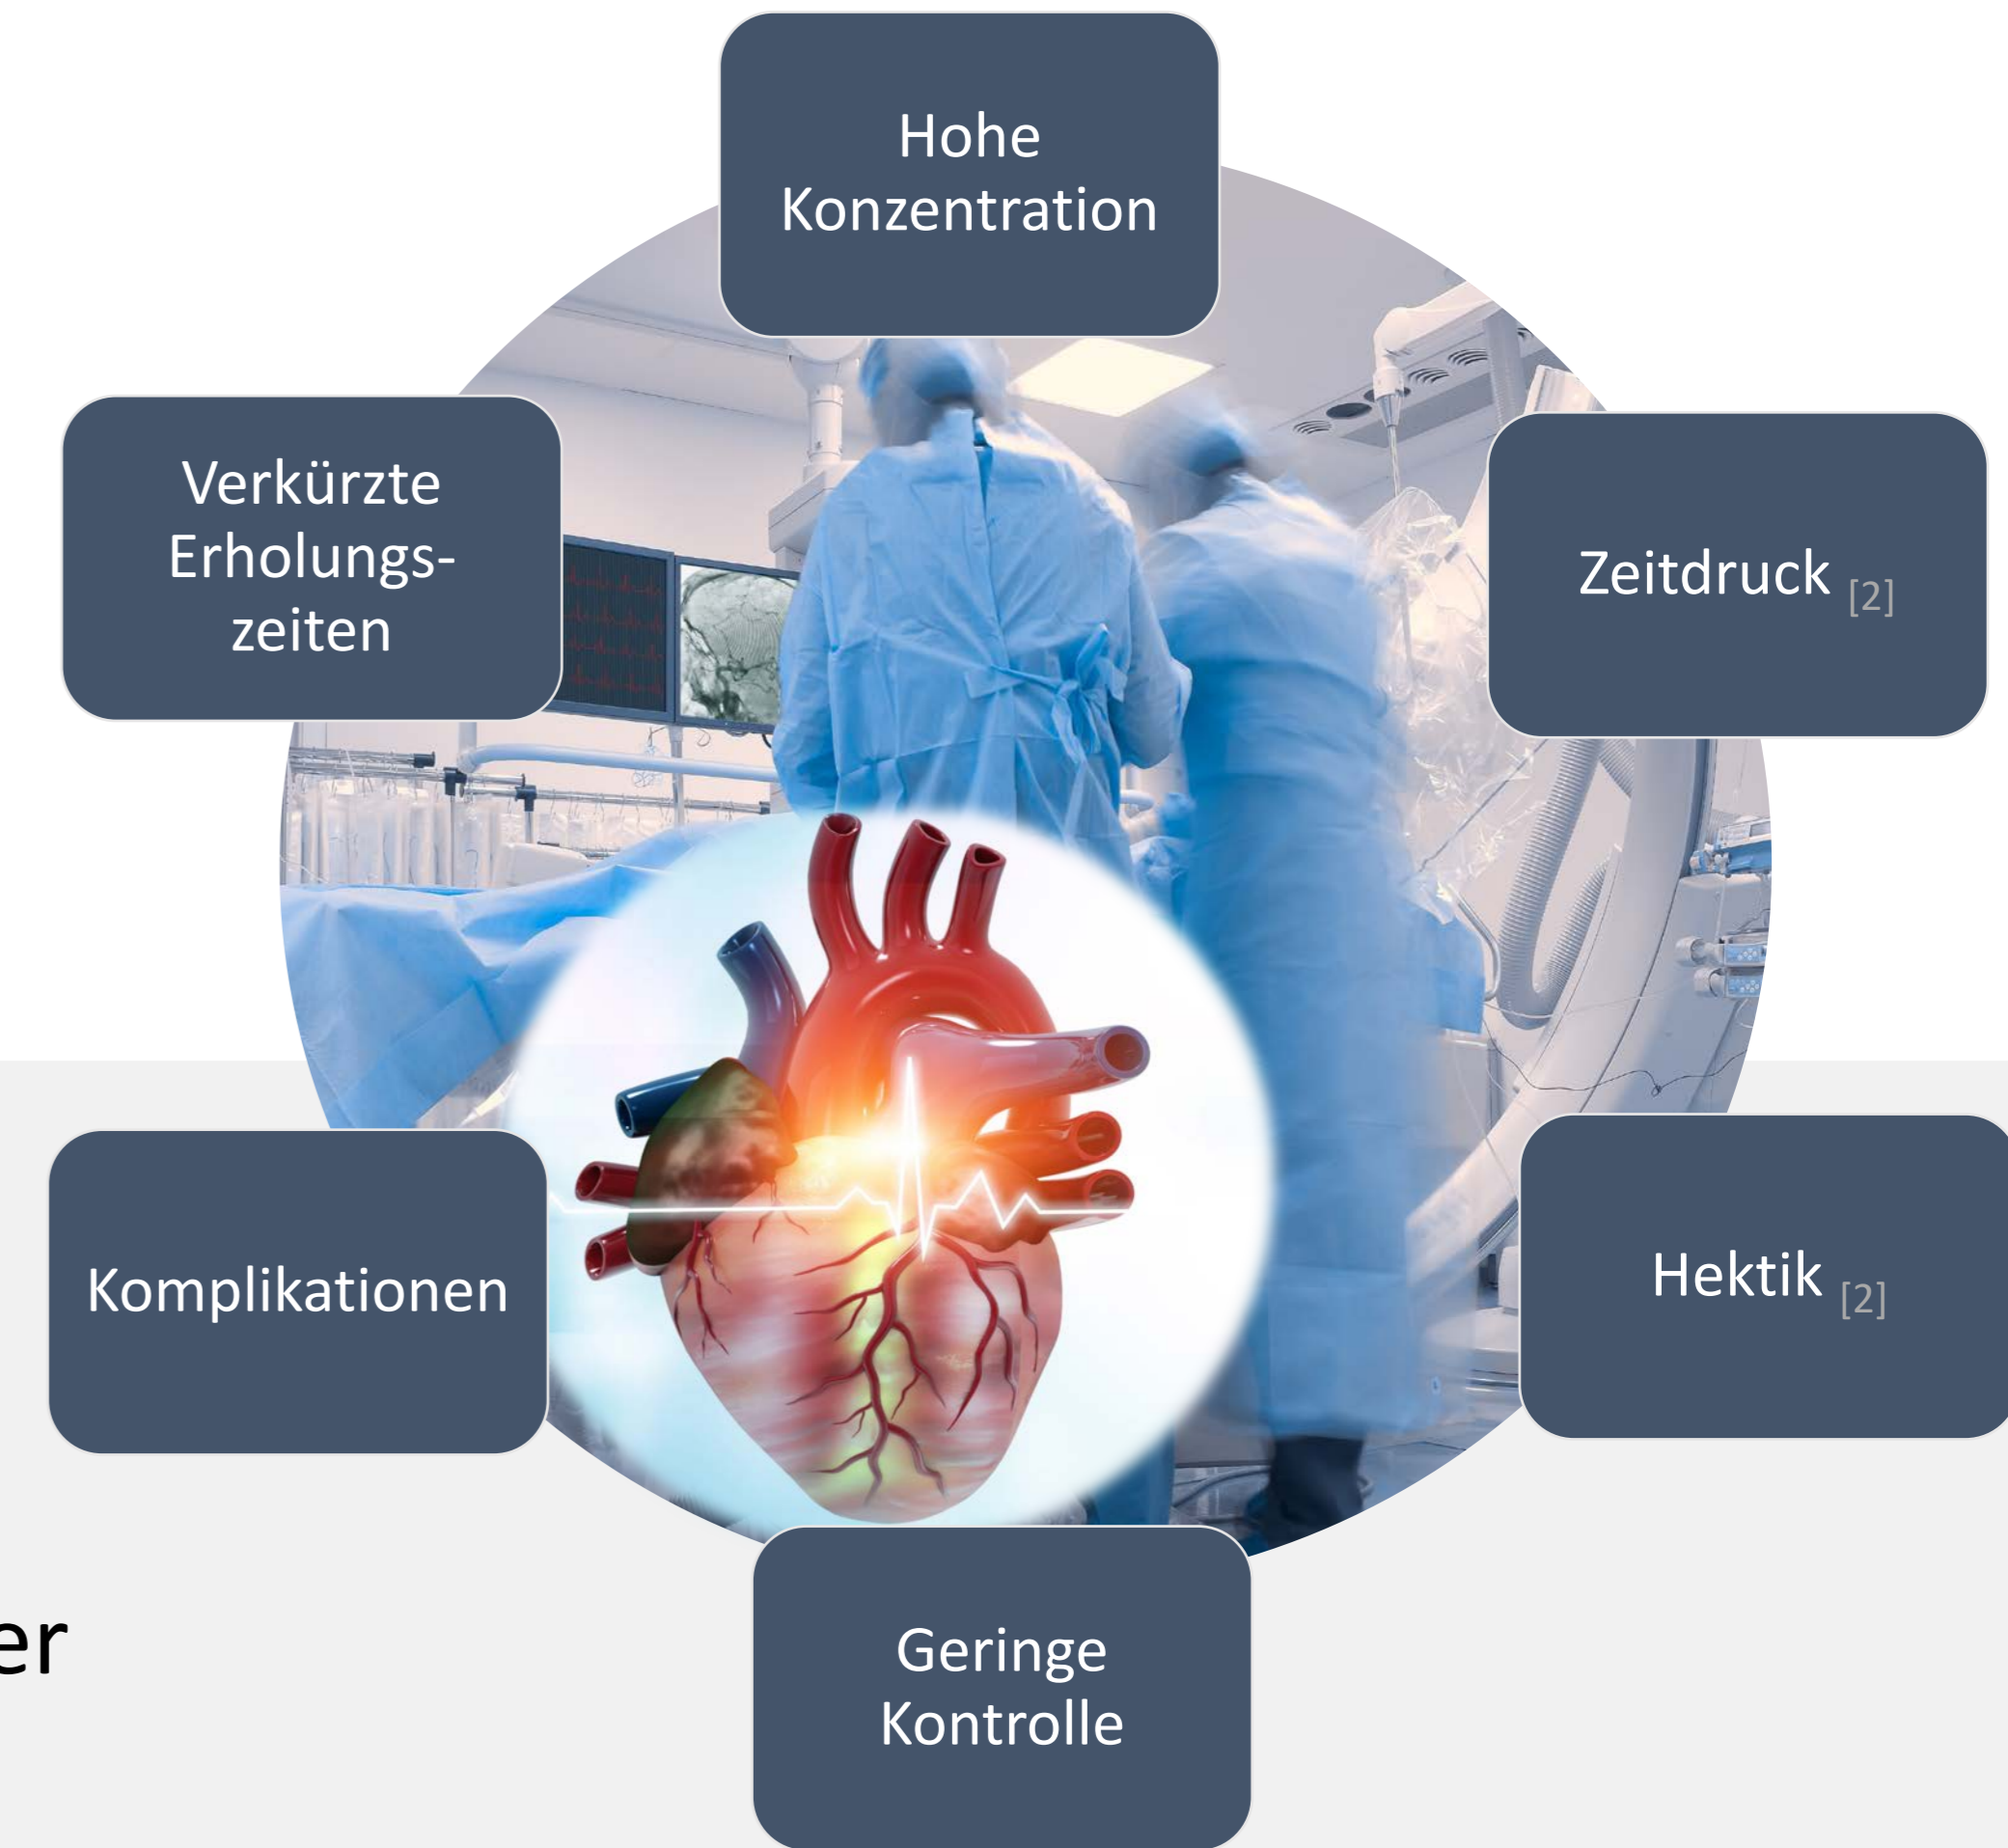 Hohe
Konzentration
Verkürzte
Erholungs-
zeiten
Zeitdruck [2]
Komplikationen
Hektik [2]
er
Geringe
Kontrolle